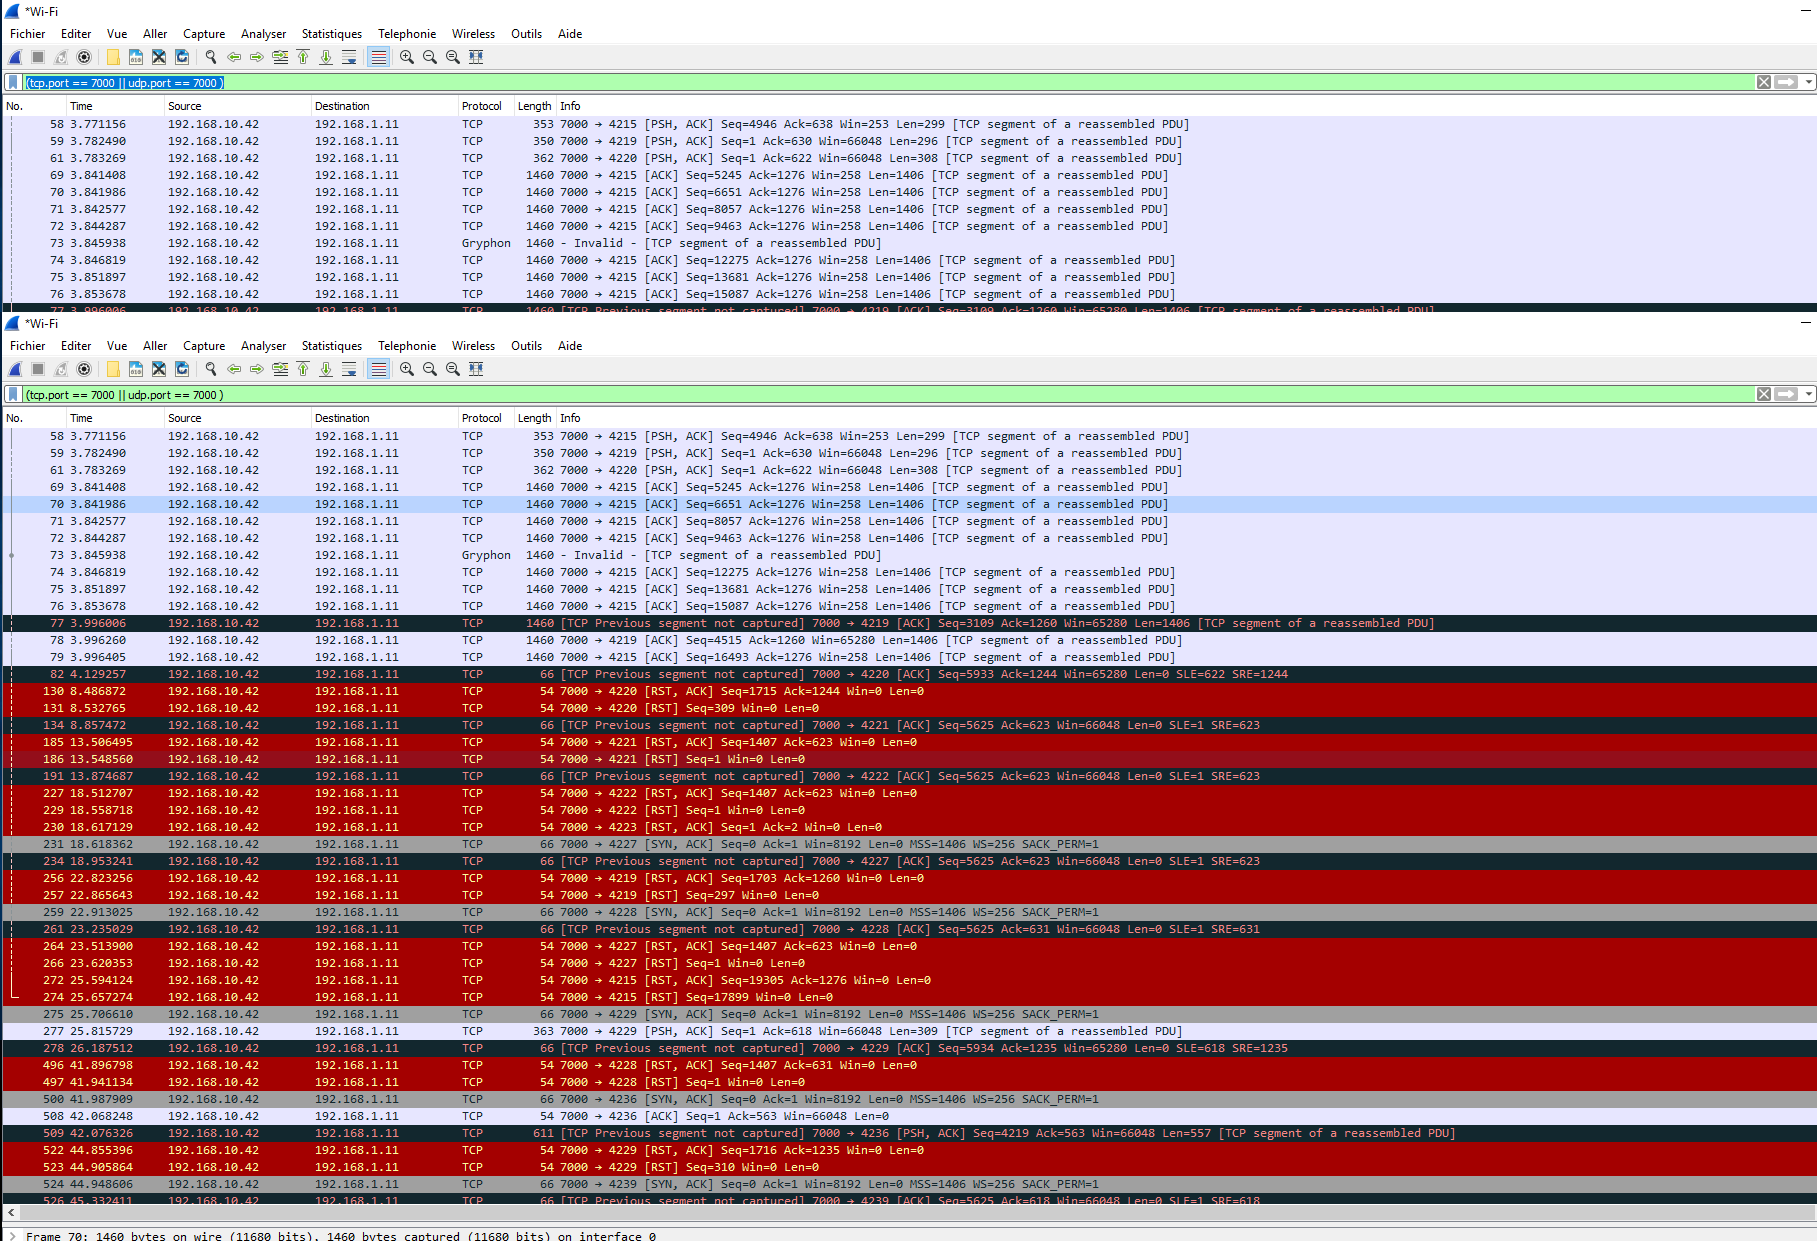 *Wi-Fi
Fichier Editer Vue Aller Capture Analyser Statistiques Telephonie Wireless Outils Aide
(tcp.port == 7000 || udp.port == 7000 )
No. Time Source Destination Protocol Length Info
58 3.771156 192.168.10.42 192.168.1.11 TCP 353 7000 → 4215 [PSH, ACK] Seq=4946 Ack=638 Win=253 Len=299 [TCP segment of a reassembled PDU]
59 3.782490 192.168.10.42 192.168.1.11 TCP 350 7000 → 4219 [PSH, ACK] Seq=1 Ack=630 Win=66048 Len=296 [TCP segment of a reassembled PDU]
61 3.783269 192.168.10.42 192.168.1.11 TCP 362 7000 → 4220 [PSH, ACK] Seq=1 Ack=622 Win=66048 Len=308 [TCP segment of a reassembled PDU]
69 3.841408 192.168.10.42 192.168.1.11 TCP 1460 7000 → 4215 [ACK] Seq=5245 Ack=1276 Win=258 Len=1406 [TCP segment of a reassembled PDU]
70 3.841986 192.168.10.42 192.168.1.11 TCP 1460 7000 → 4215 [ACK] Seq=6651 Ack=1276 Win=258 Len=1406 [TCP segment of a reassembled PDU]
71 3.842577 192.168.10.42 192.168.1.11 TCP 1460 7000 → 4215 [ACK] Seq=8057 Ack=1276 Win=258 Len=1406 [TCP segment of a reassembled PDU]
72 3.844287 192.168.10.42 192.168.1.11 TCP 1460 7000 → 4215 [ACK] Seq=9463 Ack=1276 Win=258 Len=1406 [TCP segment of a reassembled PDU]
73 3.845938 192.168.10.42 192.168.1.11 Gryphon 1460 - Invalid - [TCP segment of a reassembled PDU]
74 3.846819 192.168.10.42 192.168.1.11 TCP 1460 7000 → 4215 [ACK] Seq=12275 Ack=1276 Win=258 Len=1406 [TCP segment of a reassembled PDU]
75 3.851897 192.168.10.42 192.168.1.11 TCP 1460 7000 → 4215 [ACK] Seq=13681 Ack=1276 Win=258 Len=1406 [TCP segment of a reassembled PDU]
76 3.853678 192.168.10.42 192.168.1.11 TCP 1460 7000 → 4215 [ACK] Seq=15087 Ack=1276 Win=258 Len=1406 [TCP segment of a reassembled PDU]
77 3.996006 192.168.10.42 192.168.1.11 TCP 1460 [TCP Previous segment not captured] 7000 → 4219 [ACK] Seq=3109 Ack=1260 Win=65280 Len=1406 [TCP segment of a reassembled PDU]
*Wi-Fi
Fichier Editer Vue Aller Capture Analyser Statistiques Telephonie Wireless Outils Aide
(tcp.port == 7000 || udp.port == 7000 )
No. Time Source Destination Protocol Length Info
58 3.771156 192.168.10.42 192.168.1.11 TCP 353 7000 → 4215 [PSH, ACK] Seq=4946 Ack=638 Win=253 Len=299 [TCP segment of a reassembled PDU]
59 3.782490 192.168.10.42 192.168.1.11 TCP 350 7000 → 4219 [PSH, ACK] Seq=1 Ack=630 Win=66048 Len=296 [TCP segment of a reassembled PDU]
61 3.783269 192.168.10.42 192.168.1.11 TCP 362 7000 → 4220 [PSH, ACK] Seq=1 Ack=622 Win=66048 Len=308 [TCP segment of a reassembled PDU]
69 3.841408 192.168.10.42 192.168.1.11 TCP 1460 7000 → 4215 [ACK] Seq=5245 Ack=1276 Win=258 Len=1406 [TCP segment of a reassembled PDU]
70 3.841986 192.168.10.42 192.168.1.11 TCP 1460 7000 → 4215 [ACK] Seq=6651 Ack=1276 Win=258 Len=1406 [TCP segment of a reassembled PDU]
71 3.842577 192.168.10.42 192.168.1.11 TCP 1460 7000 → 4215 [ACK] Seq=8057 Ack=1276 Win=258 Len=1406 [TCP segment of a reassembled PDU]
72 3.844287 192.168.10.42 192.168.1.11 TCP 1460 7000 → 4215 [ACK] Seq=9463 Ack=1276 Win=258 Len=1406 [TCP segment of a reassembled PDU]
73 3.845938 192.168.10.42 192.168.1.11 Gryphon 1460 - Invalid - [TCP segment of a reassembled PDU]
74 3.846819 192.168.10.42 192.168.1.11 TCP 1460 7000 → 4215 [ACK] Seq=12275 Ack=1276 Win=258 Len=1406 [TCP segment of a reassembled PDU]
75 3.851897 192.168.10.42 192.168.1.11 TCP 1460 7000 → 4215 [ACK] Seq=13681 Ack=1276 Win=258 Len=1406 [TCP segment of a reassembled PDU]
76 3.853678 192.168.10.42 192.168.1.11 TCP 1460 7000 → 4215 [ACK] Seq=15087 Ack=1276 Win=258 Len=1406 [TCP segment of a reassembled PDU]
77 3.996006 192.168.10.42 192.168.1.11 TCP 1460 [TCP Previous segment not captured] 7000 → 4219 [ACK] Seq=3109 Ack=1260 Win=65280 Len=1406 [TCP segment of a reassembled PDU]
78 3.996260 192.168.10.42 192.168.1.11 TCP 1460 7000 → 4219 [ACK] Seq=4515 Ack=1260 Win=65280 Len=1406 [TCP segment of a reassembled PDU]
79 3.996405 192.168.10.42 192.168.1.11 TCP 1460 7000 → 4215 [ACK] Seq=16493 Ack=1276 Win=258 Len=1406 [TCP segment of a reassembled PDU]
82 4.129257 192.168.10.42 192.168.1.11 TCP 66 [TCP Previous segment not captured] 7000 → 4220 [ACK] Seq=5933 Ack=1244 Win=65280 Len=0 SLE=622 SRE=1244
130 8.486872 192.168.10.42 192.168.1.11 TCP 54 7000 → 4220 [RST, ACK] Seq=1715 Ack=1244 Win=0 Len=0
131 8.532765 192.168.10.42 192.168.1.11 TCP 54 7000 → 4220 [RST] Seq=309 Win=0 Len=0
134 8.857472 192.168.10.42 192.168.1.11 TCP 66 [TCP Previous segment not captured] 7000 → 4221 [ACK] Seq=5625 Ack=623 Win=66048 Len=0 SLE=1 SRE=623
185 13.506495 192.168.10.42 192.168.1.11 TCP 54 7000 → 4221 [RST, ACK] Seq=1407 Ack=623 Win=0 Len=0
186 13.548560 192.168.10.42 192.168.1.11 TCP 54 7000 → 4221 [RST] Seq=1 Win=0 Len=0
191 13.874687 192.168.10.42 192.168.1.11 TCP 66 [TCP Previous segment not captured] 7000 → 4222 [ACK] Seq=5625 Ack=623 Win=66048 Len=0 SLE=1 SRE=623
227 18.512707 192.168.10.42 192.168.1.11 TCP 54 7000 → 4222 [RST, ACK] Seq=1407 Ack=623 Win=0 Len=0
229 18.558718 192.168.10.42 192.168.1.11 TCP 54 7000 → 4222 [RST] Seq=1 Win=0 Len=0
230 18.617129 192.168.10.42 192.168.1.11 TCP 54 7000 → 4223 [RST, ACK] Seq=1 Ack=2 Win=0 Len=0
231 18.618362 192.168.10.42 192.168.1.11 TCP 66 7000 → 4227 [SYN, ACK] Seq=0 Ack=1 Win=8192 Len=0 MSS=1406 WS=256 SACK_PERM=1
234 18.953241 192.168.10.42 192.168.1.11 TCP 66 [TCP Previous segment not captured] 7000 → 4227 [ACK] Seq=5625 Ack=623 Win=66048 Len=0 SLE=1 SRE=623
256 22.823256 192.168.10.42 192.168.1.11 TCP 54 7000 → 4219 [RST, ACK] Seq=1703 Ack=1260 Win=0 Len=0
257 22.865643 192.168.10.42 192.168.1.11 TCP 54 7000 → 4219 [RST] Seq=297 Win=0 Len=0
259 22.913025 192.168.10.42 192.168.1.11 TCP 66 7000 → 4228 [SYN, ACK] Seq=0 Ack=1 Win=8192 Len=0 MSS=1406 WS=256 SACK_PERM=1
261 23.235029 192.168.10.42 192.168.1.11 TCP 66 [TCP Previous segment not captured] 7000 → 4228 [ACK] Seq=5625 Ack=631 Win=66048 Len=0 SLE=1 SRE=631
264 23.513900 192.168.10.42 192.168.1.11 TCP 54 7000 → 4227 [RST, ACK] Seq=1407 Ack=623 Win=0 Len=0
266 23.620353 192.168.10.42 192.168.1.11 TCP 54 7000 → 4227 [RST] Seq=1 Win=0 Len=0
272 25.594124 192.168.10.42 192.168.1.11 TCP 54 7000 → 4215 [RST, ACK] Seq=19305 Ack=1276 Win=0 Len=0
274 25.657274 192.168.10.42 192.168.1.11 TCP 54 7000 → 4215 [RST] Seq=17899 Win=0 Len=0
275 25.706610 192.168.10.42 192.168.1.11 TCP 66 7000 → 4229 [SYN, ACK] Seq=0 Ack=1 Win=8192 Len=0 MSS=1406 WS=256 SACK_PERM=1
277 25.815729 192.168.10.42 192.168.1.11 TCP 363 7000 → 4229 [PSH, ACK] Seq=1 Ack=618 Win=66048 Len=309 [TCP segment of a reassembled PDU]
278 26.187512 192.168.10.42 192.168.1.11 TCP 66 [TCP Previous segment not captured] 7000 → 4229 [ACK] Seq=5934 Ack=1235 Win=65280 Len=0 SLE=618 SRE=1235
496 41.896798 192.168.10.42 192.168.1.11 TCP 54 7000 → 4228 [RST, ACK] Seq=1407 Ack=631 Win=0 Len=0
497 41.941134 192.168.10.42 192.168.1.11 TCP 54 7000 → 4228 [RST] Seq=1 Win=0 Len=0
500 41.987909 192.168.10.42 192.168.1.11 TCP 66 7000 → 4236 [SYN, ACK] Seq=0 Ack=1 Win=8192 Len=0 MSS=1406 WS=256 SACK_PERM=1
508 42.068248 192.168.10.42 192.168.1.11 TCP 54 7000 → 4236 [ACK] Seq=1 Ack=563 Win=66048 Len=0
509 42.076326 192.168.10.42 192.168.1.11 TCP 611 [TCP Previous segment not captured] 7000 → 4236 [PSH, ACK] Seq=4219 Ack=563 Win=66048 Len=557 [TCP segment of a reassembled PDU]
522 44.855396 192.168.10.42 192.168.1.11 TCP 54 7000 → 4229 [RST, ACK] Seq=1716 Ack=1235 Win=0 Len=0
523 44.905864 192.168.10.42 192.168.1.11 TCP 54 7000 → 4229 [RST] Seq=310 Win=0 Len=0
524 44.948606 192.168.10.42 192.168.1.11 TCP 66 7000 → 4239 [SYN, ACK] Seq=0 Ack=1 Win=8192 Len=0 MSS=1406 WS=256 SACK_PERM=1
526 45.332411 192.168.10.42 192.168.1.11 TCP 66 [TCP Previous segment not captured] 7000 → 4239 [ACK] Seq=5625 Ack=618 Win=66048 Len=0 SLE=1 SRE=618
Frame 70: 1460 bytes on wire (11680 bits), 1460 bytes captured (11680 bits) on interface 0